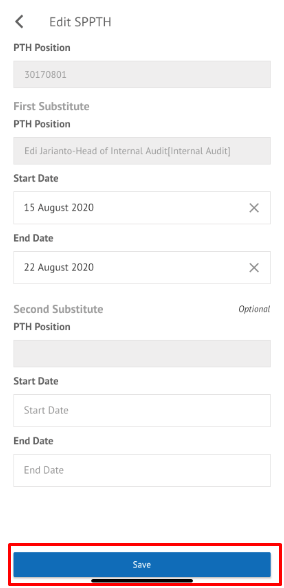 Edit SPPTH
PTH Position
30170801
First Substitute
PTH Position
Edi Jarianto-Head of Internal Audit[Internal Audit]
Start Date
15 August 2020
End Date
22 August 2020
Second Substitute Optional
PTH Position
Start Date
Start Date
End Date
End Date
Save